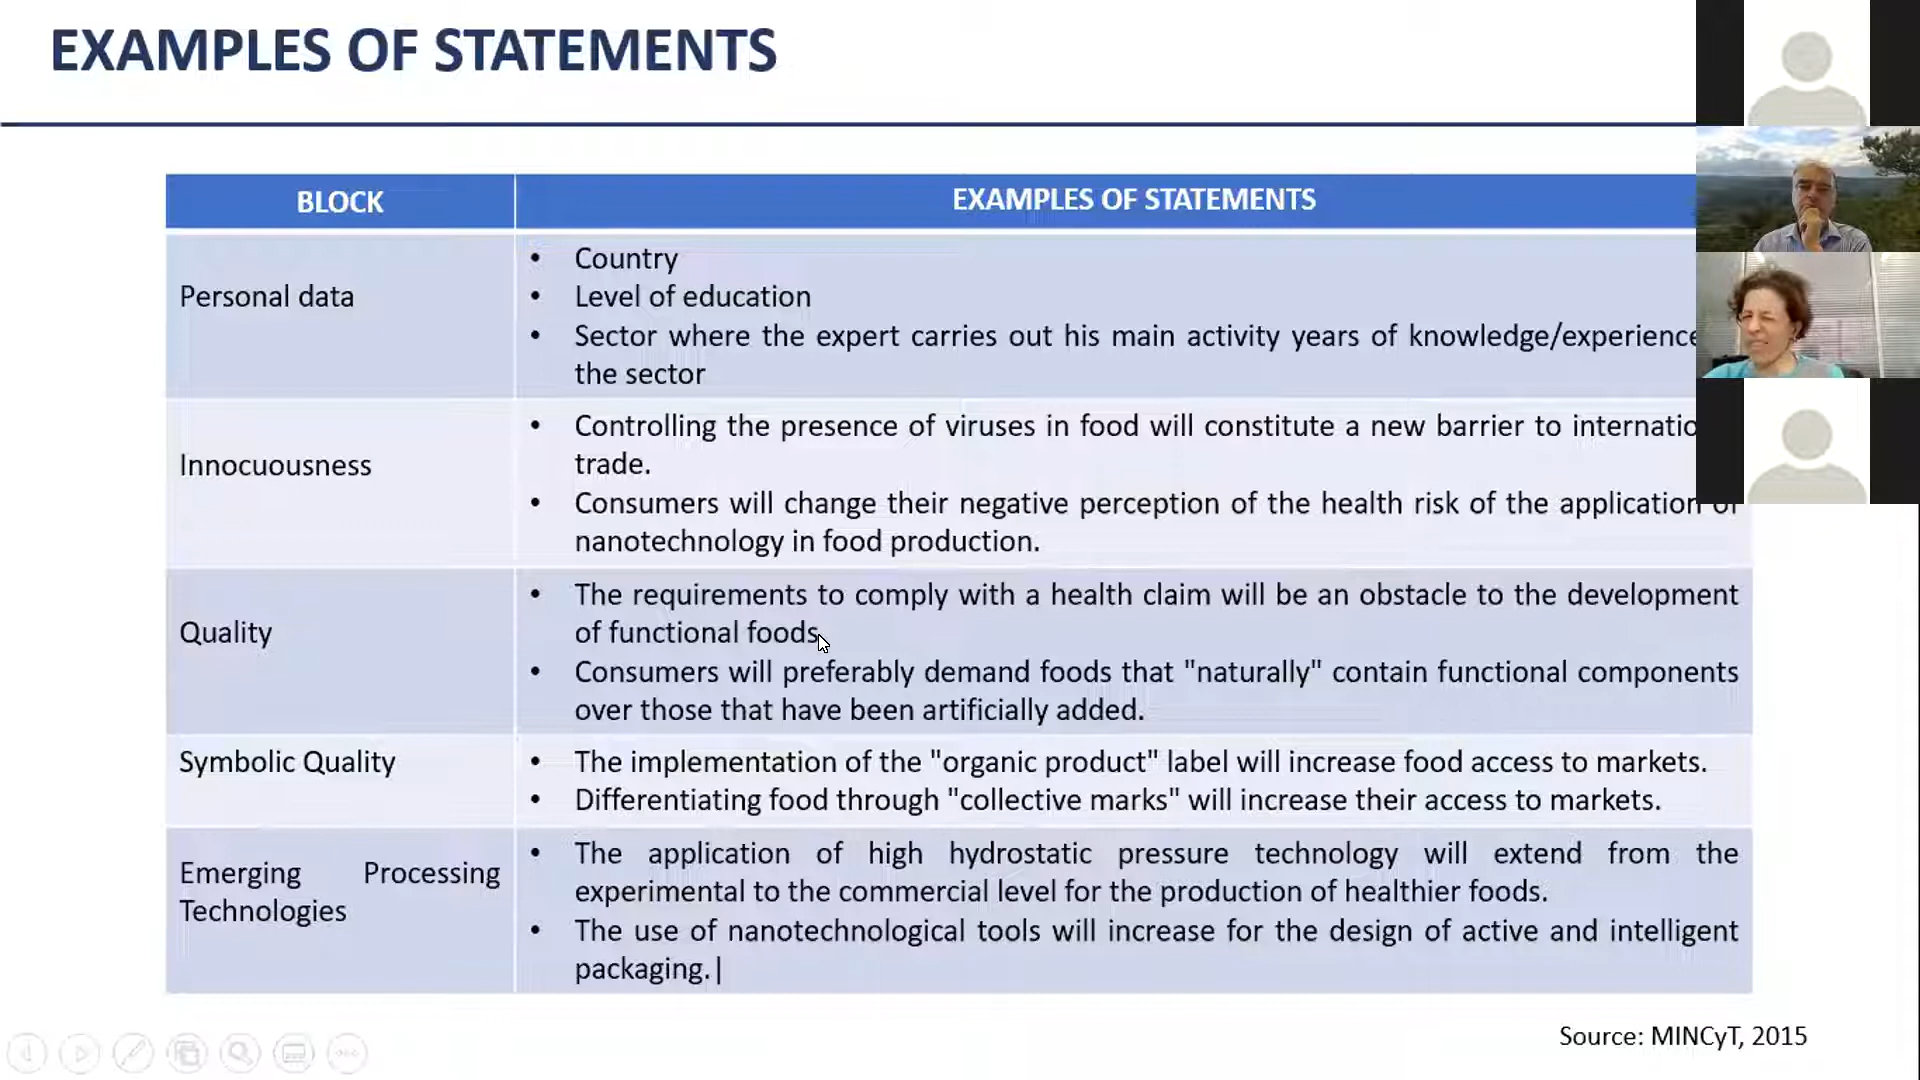 EXAMPLES OF STATEMENTS
BLOCK
EXAMPLES OF STATEMENTS
Personal data
• Country
• Level of education
• Sector where the expert carries out his main activity years of knowledge/experience
the sector
Innocuousness
• Controlling the presence of viruses in food will constitute a new barrier to
trade.
• Consumers will change their negative perception of the health risk of the application of
nanotechnology in food production.
Quality
• The requirements to comply with a health claim will be an obstacle to the development
of functional foods.
• Consumers will preferably demand foods that "naturally" contain functional components
over those that have been artificially added.
Symbolic Quality
• The implementation of the "organic product" label will increase food access to markets.
• Differentiating food through "collective marks" will increase their access to markets.
Emerging Processing
Technologies
• The application of high hydrostatic pressure technology will extend from the
experimental to the commercial level for the production of healthier foods.
• The use of nanotechnological tools will increase for the design of active and intelligent
packaging.|
Source: MINCyT, 2015